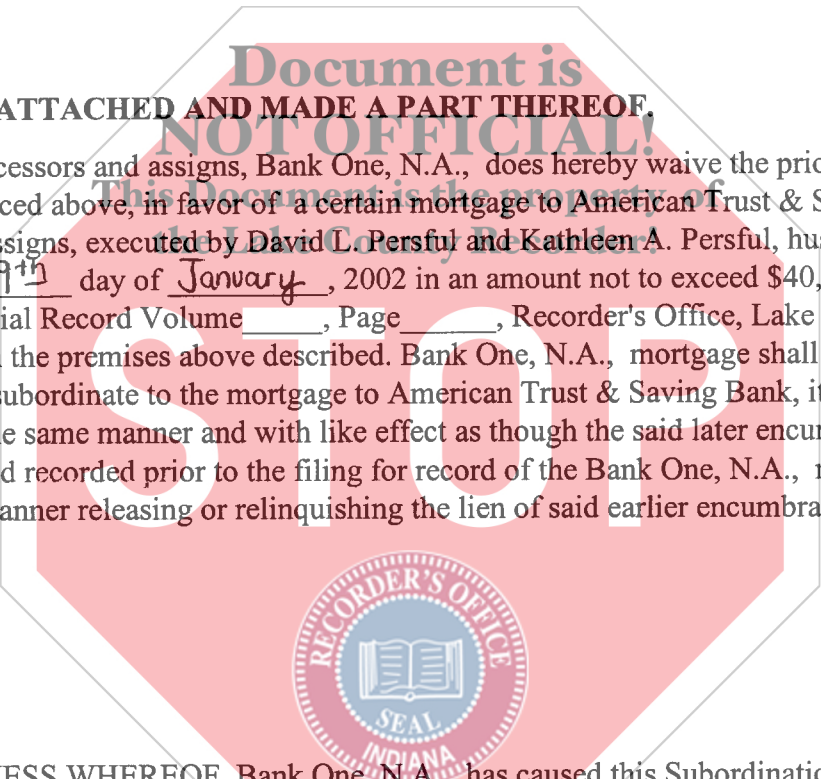 Document is
ATTACHED AND MADE A PART THEREOF.
NOT OFFICIAL!
cessors and assigns, Bank One, N.A., does hereby waive the pric
This Document is the property of
ced above, in favor of a certain mortgage to American Trust & S
the Lake County Recorder!
ssigns, executed by David L. Persful and Kathleen A. Persful, hus
9th day of January, 2002 in an amount not to exceed $40,
ial Record Volume_____, Page______, Recorder's Office, Lake
the premises above described. Bank One, N.A., mortgage shall
subordinate to the mortgage to American Trust & Saving Bank, it
e same manner and with like effect as though the said later encum
d recorded prior to the filing for record of the Bank One, N.A.,
anner releasing or relinquishing the lien of said earlier encumbra
STOP
RECORDER'S OFFICE
SEAL
INDIANA
ESS WHEREOF, Bank One, N.A., has caused this Subordinatio